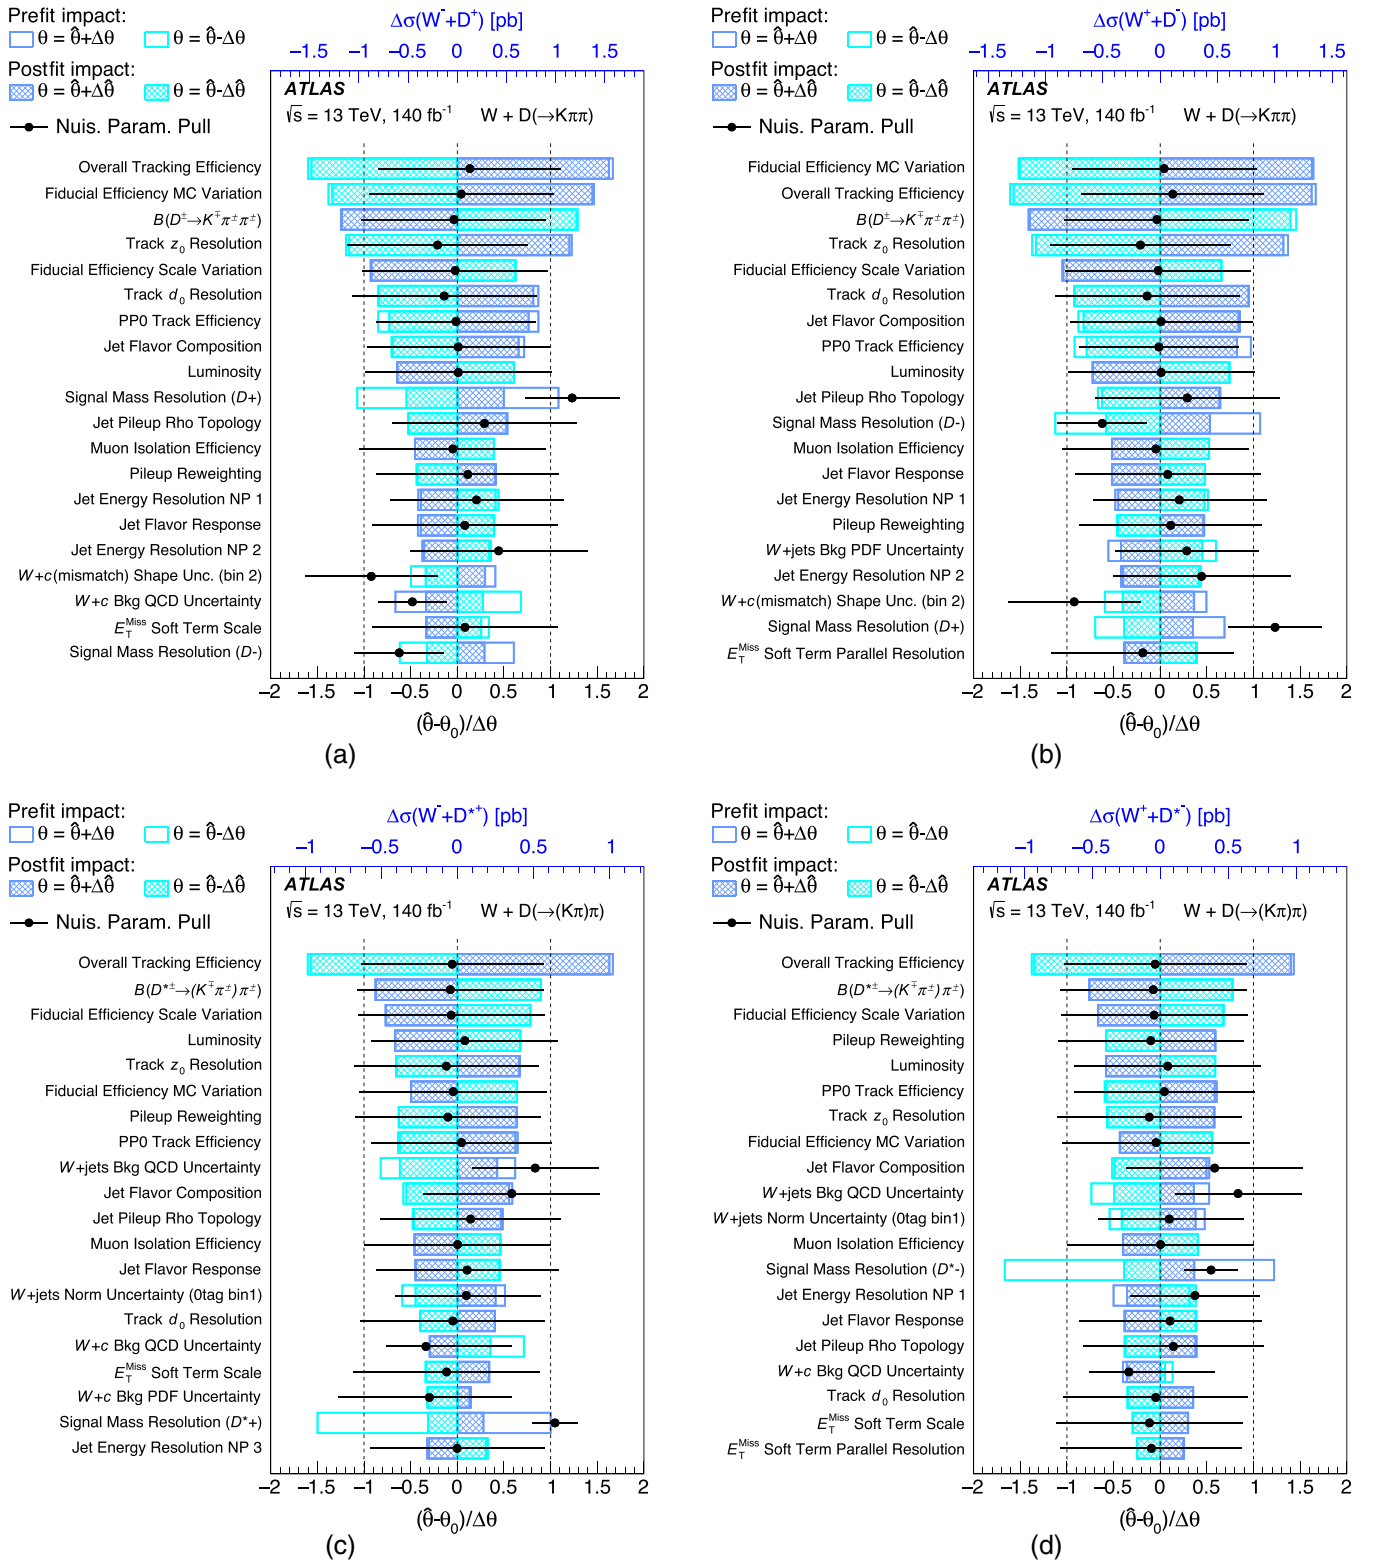 Prefit impact:
θ = θ̂+Δθ θ = θ̂-Δθ
Postfit impact:
θ = θ̂+Δθ̂ θ = θ̂-Δθ̂
Nuis. Param. Pull
Δσ(W⁻+D⁺) [pb]
−1.5 −1 −0.5 0 0.5 1 1.5
ATLAS
√s = 13 TeV, 140 fb⁻¹ W + D(→Kππ)
Overall Tracking Efficiency
Fiducial Efficiency MC Variation
B(D±→K∓π±π±)
Track z₀ Resolution
Fiducial Efficiency Scale Variation
Track d₀ Resolution
PP0 Track Efficiency
Jet Flavor Composition
Luminosity
Signal Mass Resolution (D+)
Jet Pileup Rho Topology
Muon Isolation Efficiency
Pileup Reweighting
Jet Energy Resolution NP 1
Jet Flavor Response
Jet Energy Resolution NP 2
W+c(mismatch) Shape Unc. (bin 2)
W+c Bkg QCD Uncertainty
E_T^Miss Soft Term Scale
Signal Mass Resolution (D-)
−2 −1.5 −1 −0.5 0 0.5 1 1.5 2
(θ̂-θ₀)/Δθ
(a)
Prefit impact:
θ = θ̂+Δθ θ = θ̂-Δθ
Postfit impact:
θ = θ̂+Δθ̂ θ = θ̂-Δθ̂
Nuis. Param. Pull
Δσ(W⁺+D⁻) [pb]
−1.5 −1 −0.5 0 0.5 1 1.5
ATLAS
√s = 13 TeV, 140 fb⁻¹ W + D(→Kππ)
Fiducial Efficiency MC Variation
Overall Tracking Efficiency
B(D±→K∓π±π±)
Track z₀ Resolution
Fiducial Efficiency Scale Variation
Track d₀ Resolution
Jet Flavor Composition
PP0 Track Efficiency
Luminosity
Jet Pileup Rho Topology
Signal Mass Resolution (D-)
Muon Isolation Efficiency
Jet Flavor Response
Jet Energy Resolution NP 1
Pileup Reweighting
W+jets Bkg PDF Uncertainty
Jet Energy Resolution NP 2
W+c(mismatch) Shape Unc. (bin 2)
Signal Mass Resolution (D+)
E_T^Miss Soft Term Parallel Resolution
−2 −1.5 −1 −0.5 0 0.5 1 1.5 2
(θ̂-θ₀)/Δθ
(b)
Prefit impact:
θ = θ̂+Δθ θ = θ̂-Δθ
Postfit impact:
θ = θ̂+Δθ̂ θ = θ̂-Δθ̂
Nuis. Param. Pull
Δσ(W⁻+D*⁺) [pb]
−1 −0.5 0 0.5 1
ATLAS
√s = 13 TeV, 140 fb⁻¹ W + D(→(Kπ)π)
Overall Tracking Efficiency
B(D*±→(K∓π±)π±)
Fiducial Efficiency Scale Variation
Luminosity
Track z₀ Resolution
Fiducial Efficiency MC Variation
Pileup Reweighting
PP0 Track Efficiency
W+jets Bkg QCD Uncertainty
Jet Flavor Composition
Jet Pileup Rho Topology
Muon Isolation Efficiency
Jet Flavor Response
W+jets Norm Uncertainty (0tag bin1)
Track d₀ Resolution
W+c Bkg QCD Uncertainty
E_T^Miss Soft Term Scale
W+c Bkg PDF Uncertainty
Signal Mass Resolution (D*+)
Jet Energy Resolution NP 3
−2 −1.5 −1 −0.5 0 0.5 1 1.5 2
(θ̂-θ₀)/Δθ
(c)
Prefit impact:
θ = θ̂+Δθ θ = θ̂-Δθ
Postfit impact:
θ = θ̂+Δθ̂ θ = θ̂-Δθ̂
Nuis. Param. Pull
Δσ(W⁺+D*⁻) [pb]
−1 −0.5 0 0.5 1
ATLAS
√s = 13 TeV, 140 fb⁻¹ W + D(→(Kπ)π)
Overall Tracking Efficiency
B(D*±→(K∓π±)π±)
Fiducial Efficiency Scale Variation
Pileup Reweighting
Luminosity
PP0 Track Efficiency
Track z₀ Resolution
Fiducial Efficiency MC Variation
Jet Flavor Composition
W+jets Bkg QCD Uncertainty
W+jets Norm Uncertainty (0tag bin1)
Muon Isolation Efficiency
Signal Mass Resolution (D*-)
Jet Energy Resolution NP 1
Jet Flavor Response
Jet Pileup Rho Topology
W+c Bkg QCD Uncertainty
Track d₀ Resolution
E_T^Miss Soft Term Scale
E_T^Miss Soft Term Parallel Resolution
−2 −1.5 −1 −0.5 0 0.5 1 1.5 2
(θ̂-θ₀)/Δθ
(d)